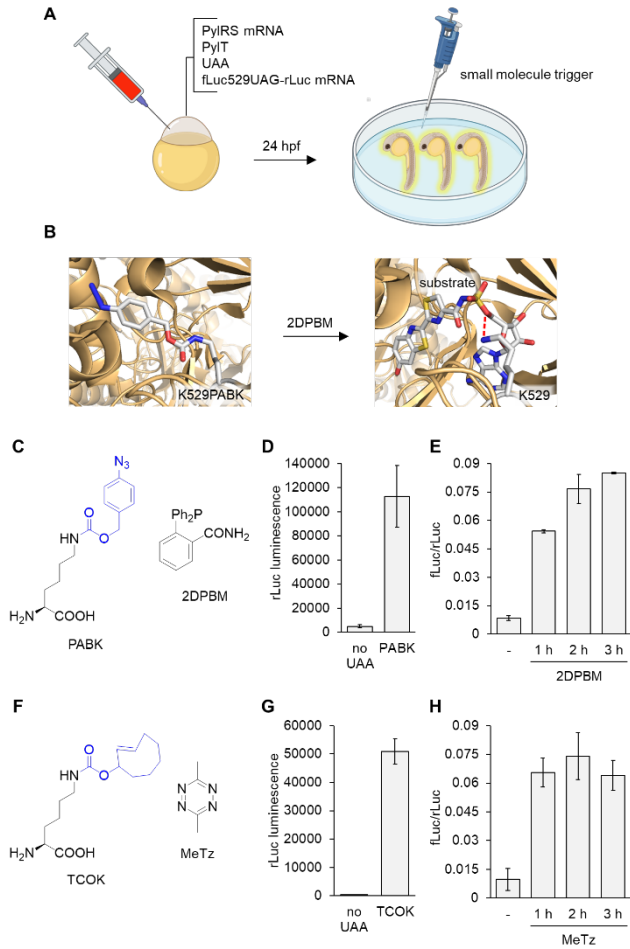 A
PylRS mRNA
PylT
UAA
fLuc529UAG-rLuc mRNA
24 hpf
small molecule trigger
B
K529PABK
2DPBM
substrate
K529
C
N3
O
NH
O
H2N
COOH
PABK
Ph2P
CONH2
2DPBM
D
rLuc luminescence
140000
120000
100000
80000
60000
40000
20000
0
no UAA
PABK
E
fLuc/rLuc
0.09
0.075
0.06
0.045
0.03
0.015
0
-
1 h
2 h
3 h
2DPBM
F
O
NH
O
H2N
COOH
TCOK
N
N
N
N
MeTz
G
rLuc luminescence
60000
50000
40000
30000
20000
10000
0
no UAA
TCOK
H
fLuc/rLuc
0.09
0.075
0.06
0.045
0.03
0.015
0
-
1 h
2 h
3 h
MeTz